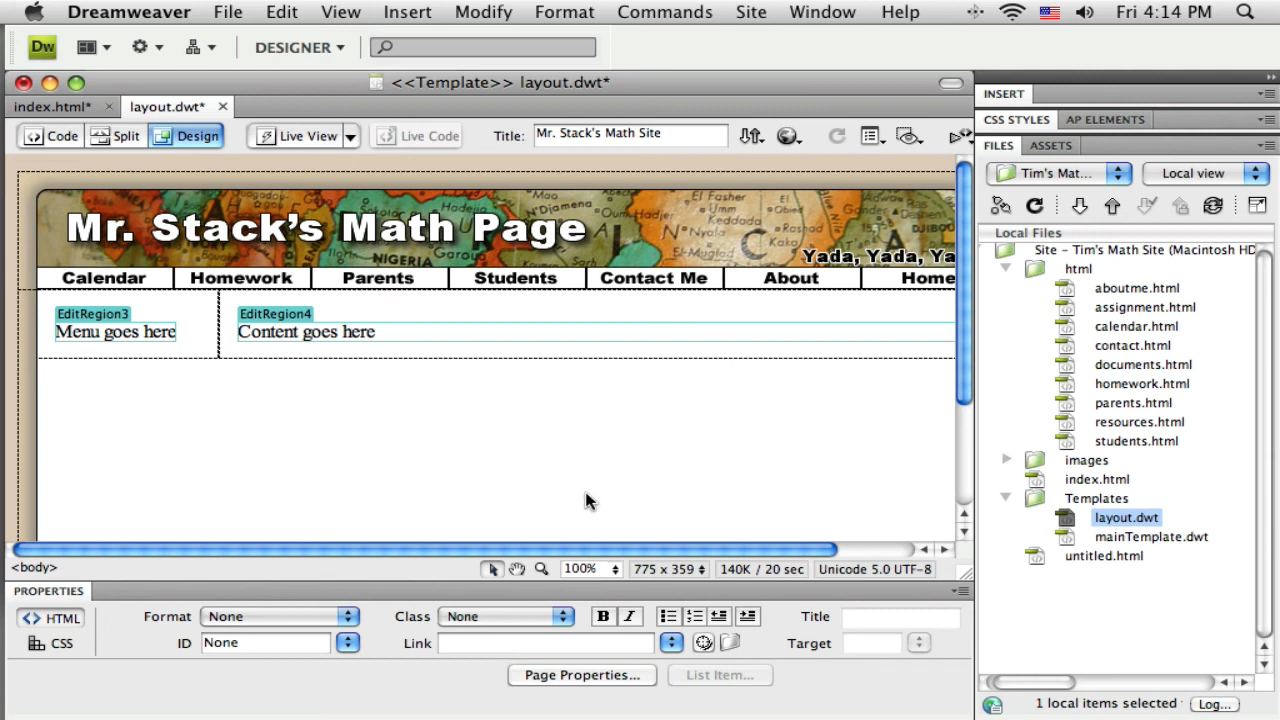 Dreamweaver File Edit View Insert Modify Format Commands Site Window Help Fri 4:14 PM
Dw DESIGNER
<<Template>> layout.dwt*
index.html* layout.dwt*
Code Split Design Live View Live Code Title: Mr. Stack's Math Site
Mr. Stack's Math Page
Yada, Yada, Ya
Calendar Homework Parents Students Contact Me About Home
EditRegion3 EditRegion4
Menu goes here Content goes here
<body> 100% 775 x 359 140K / 20 sec Unicode 5.0 UTF-8
PROPERTIES
HTML Format None Class None B I Title
CSS ID None Link Target
Page Properties... List Item...
INSERT
CSS STYLES AP ELEMENTS
FILES ASSETS
Tim's Mat... Local view
Local Files
Site – Tim's Math Site (Macintosh HD
html
aboutme.html
assignment.html
calendar.html
contact.html
documents.html
homework.html
parents.html
resources.html
students.html
images
index.html
Templates
layout.dwt
mainTemplate.dwt
untitled.html
1 local items selected Log...